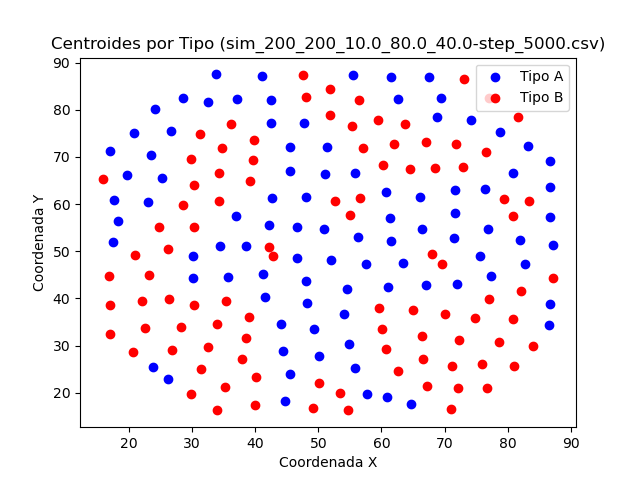 Centroides por Tipo (sim_200_200_10.0_80.0_40.0-step_5000.csv)
Tipo A
Tipo B
90
80
70
60
50
40
30
20
Coordenada Y
20 30 40 50 60 70 80 90
Coordenada X